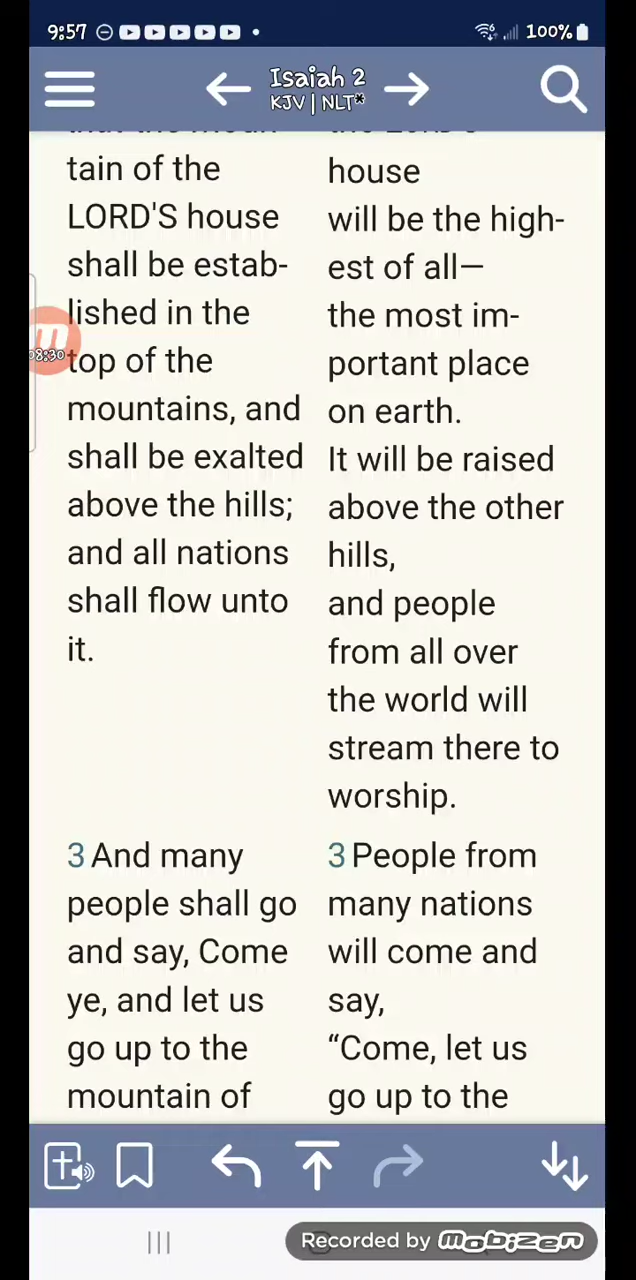 9:57
100%
Isaiah 2
KJV | NLT*
tain of the
LORD'S house
shall be estab-
lished in the
top of the
mountains, and
shall be exalted
above the hills;
and all nations
shall flow unto
it.
3 And many
people shall go
and say, Come
ye, and let us
go up to the
mountain of
house
will be the high-
est of all—
the most im-
portant place
on earth.
It will be raised
above the other
hills,
and people
from all over
the world will
stream there to
worship.
3 People from
many nations
will come and
say,
“Come, let us
go up to the
08:30
Recorded by mobizen